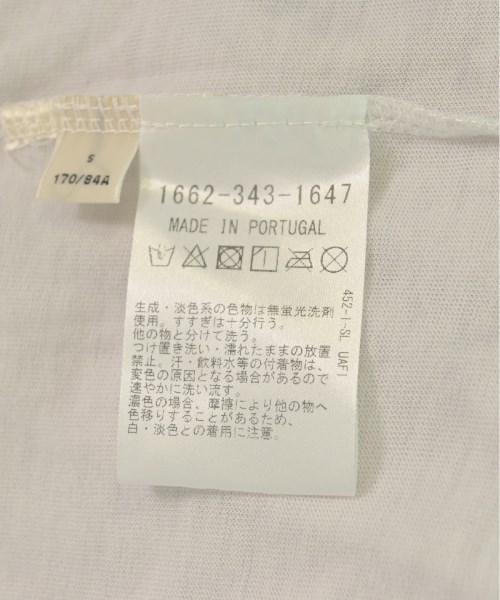 S
170/84A
1662-343-1647
MADE IN PORTUGAL
生成・淡色系の色物は無蛍光洗剤
使用。すすぎは十分行う。
他の物と分けて洗う。
つけ置き洗い・濡れたままの放置
禁止。汗・飲料水等の付着物は、
変色の原因となる場合があるので
速やかに洗い流す。
濃色の場合、摩擦により他の物へ
色移りすることがあるため、
白・淡色との着用に注意。
452-I-SL UAF1